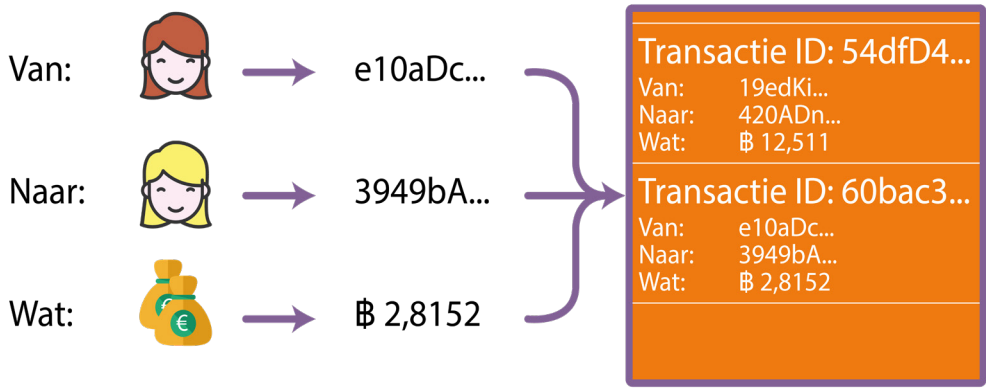 Van:
e10aDc...
Naar:
3949bA...
Wat:
€
€
฿ 2,8152
Transactie ID: 54dfD4...
Van: 19edKi...
Naar: 420ADn...
Wat: ฿ 12,511
Transactie ID: 60bac3...
Van: e10aDc...
Naar: 3949bA...
Wat: ฿ 2,8152